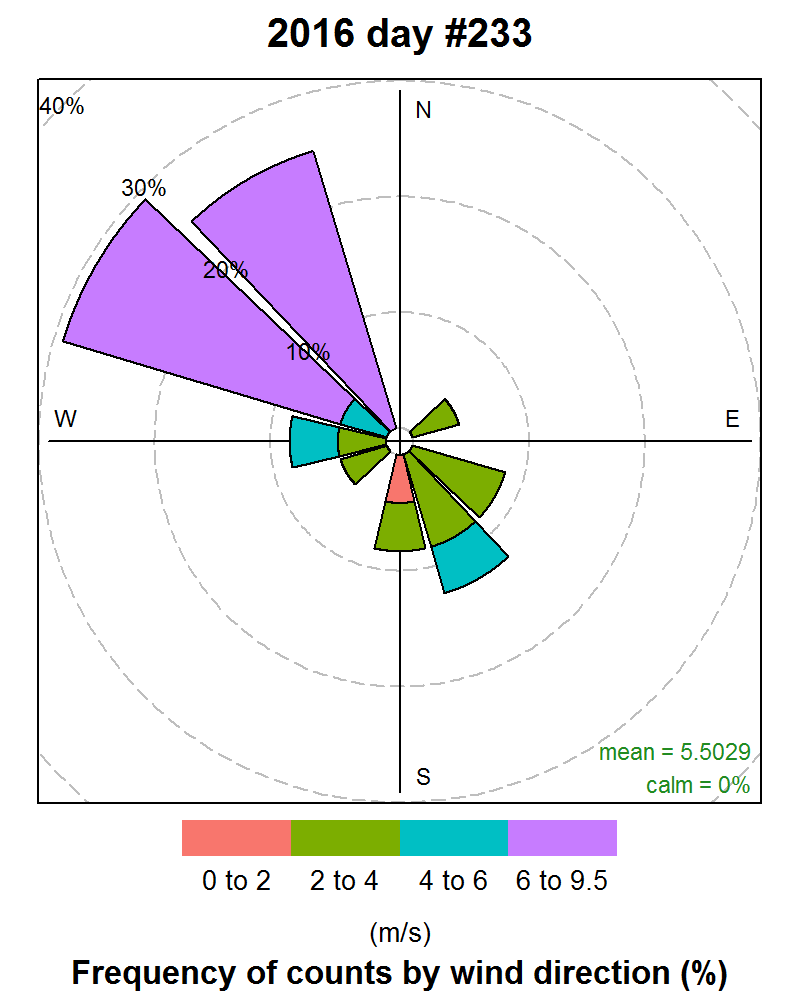 2016 day #233
40%
N
30%
20%
10%
W
E
mean = 5.5029
S
calm = 0%
0 to 2 2 to 4 4 to 6 6 to 9.5
(m/s)
Frequency of counts by wind direction (%)